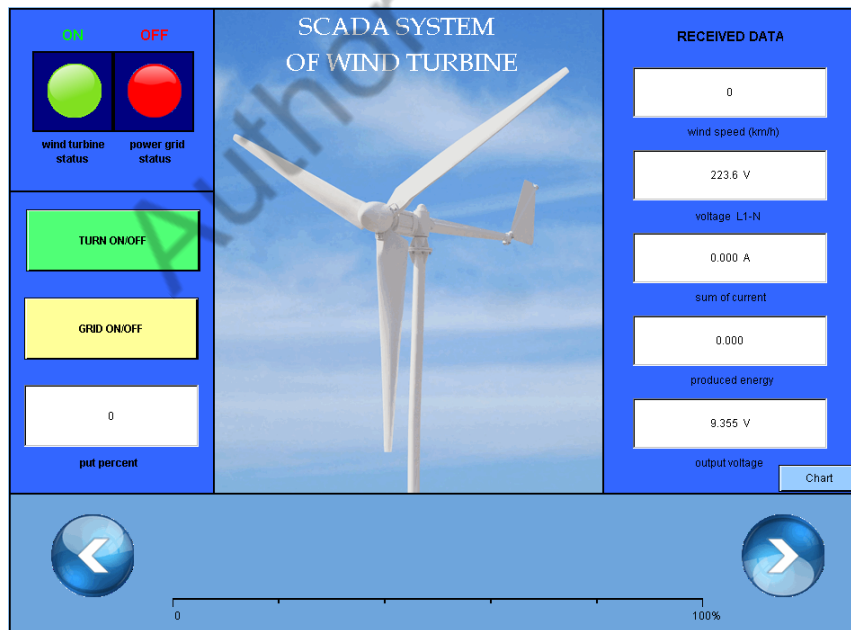 SCADA SYSTEM
OF WIND TURBINE
ON
OFF
wind turbine
status
power grid
status
TURN ON/OFF
GRID ON/OFF
0
put percent
RECEIVED DATA
0
wind speed (km/h)
223.6 V
voltage L1-N
0.000 A
sum of current
0.000
produced energy
9.355 V
output voltage
Chart
0
100%
Author